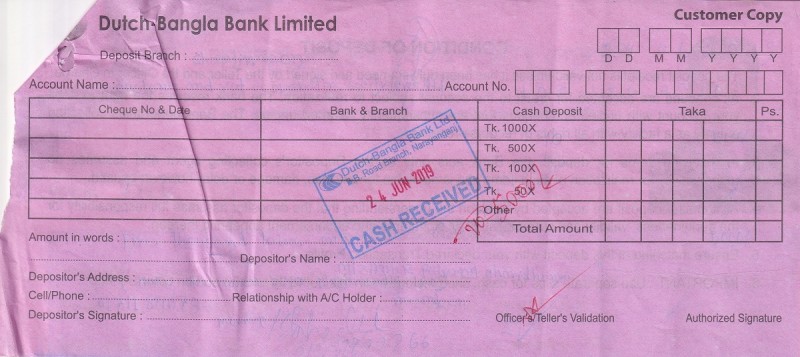 Dutch-Bangla Bank Limited
Customer Copy
Deposit Branch :
D D M M Y Y Y Y
Account Name : Account No.
Cheque No & Date Bank & Branch Cash Deposit Taka Ps.
Tk. 1000X
Tk. 500X
Tk. 100X
Tk. 50X
Other
Total Amount
Dutch-Bangla Bank Ltd.
B.B. Road Branch, Narayanganj
24 JUN 2019
CASH RECEIVED
Amount in words :
Depositor's Name :
Depositor's Address :
Cell/Phone : Relationship with A/C Holder :
Depositor's Signature :
Officer's/Teller's Validation Authorized Signature